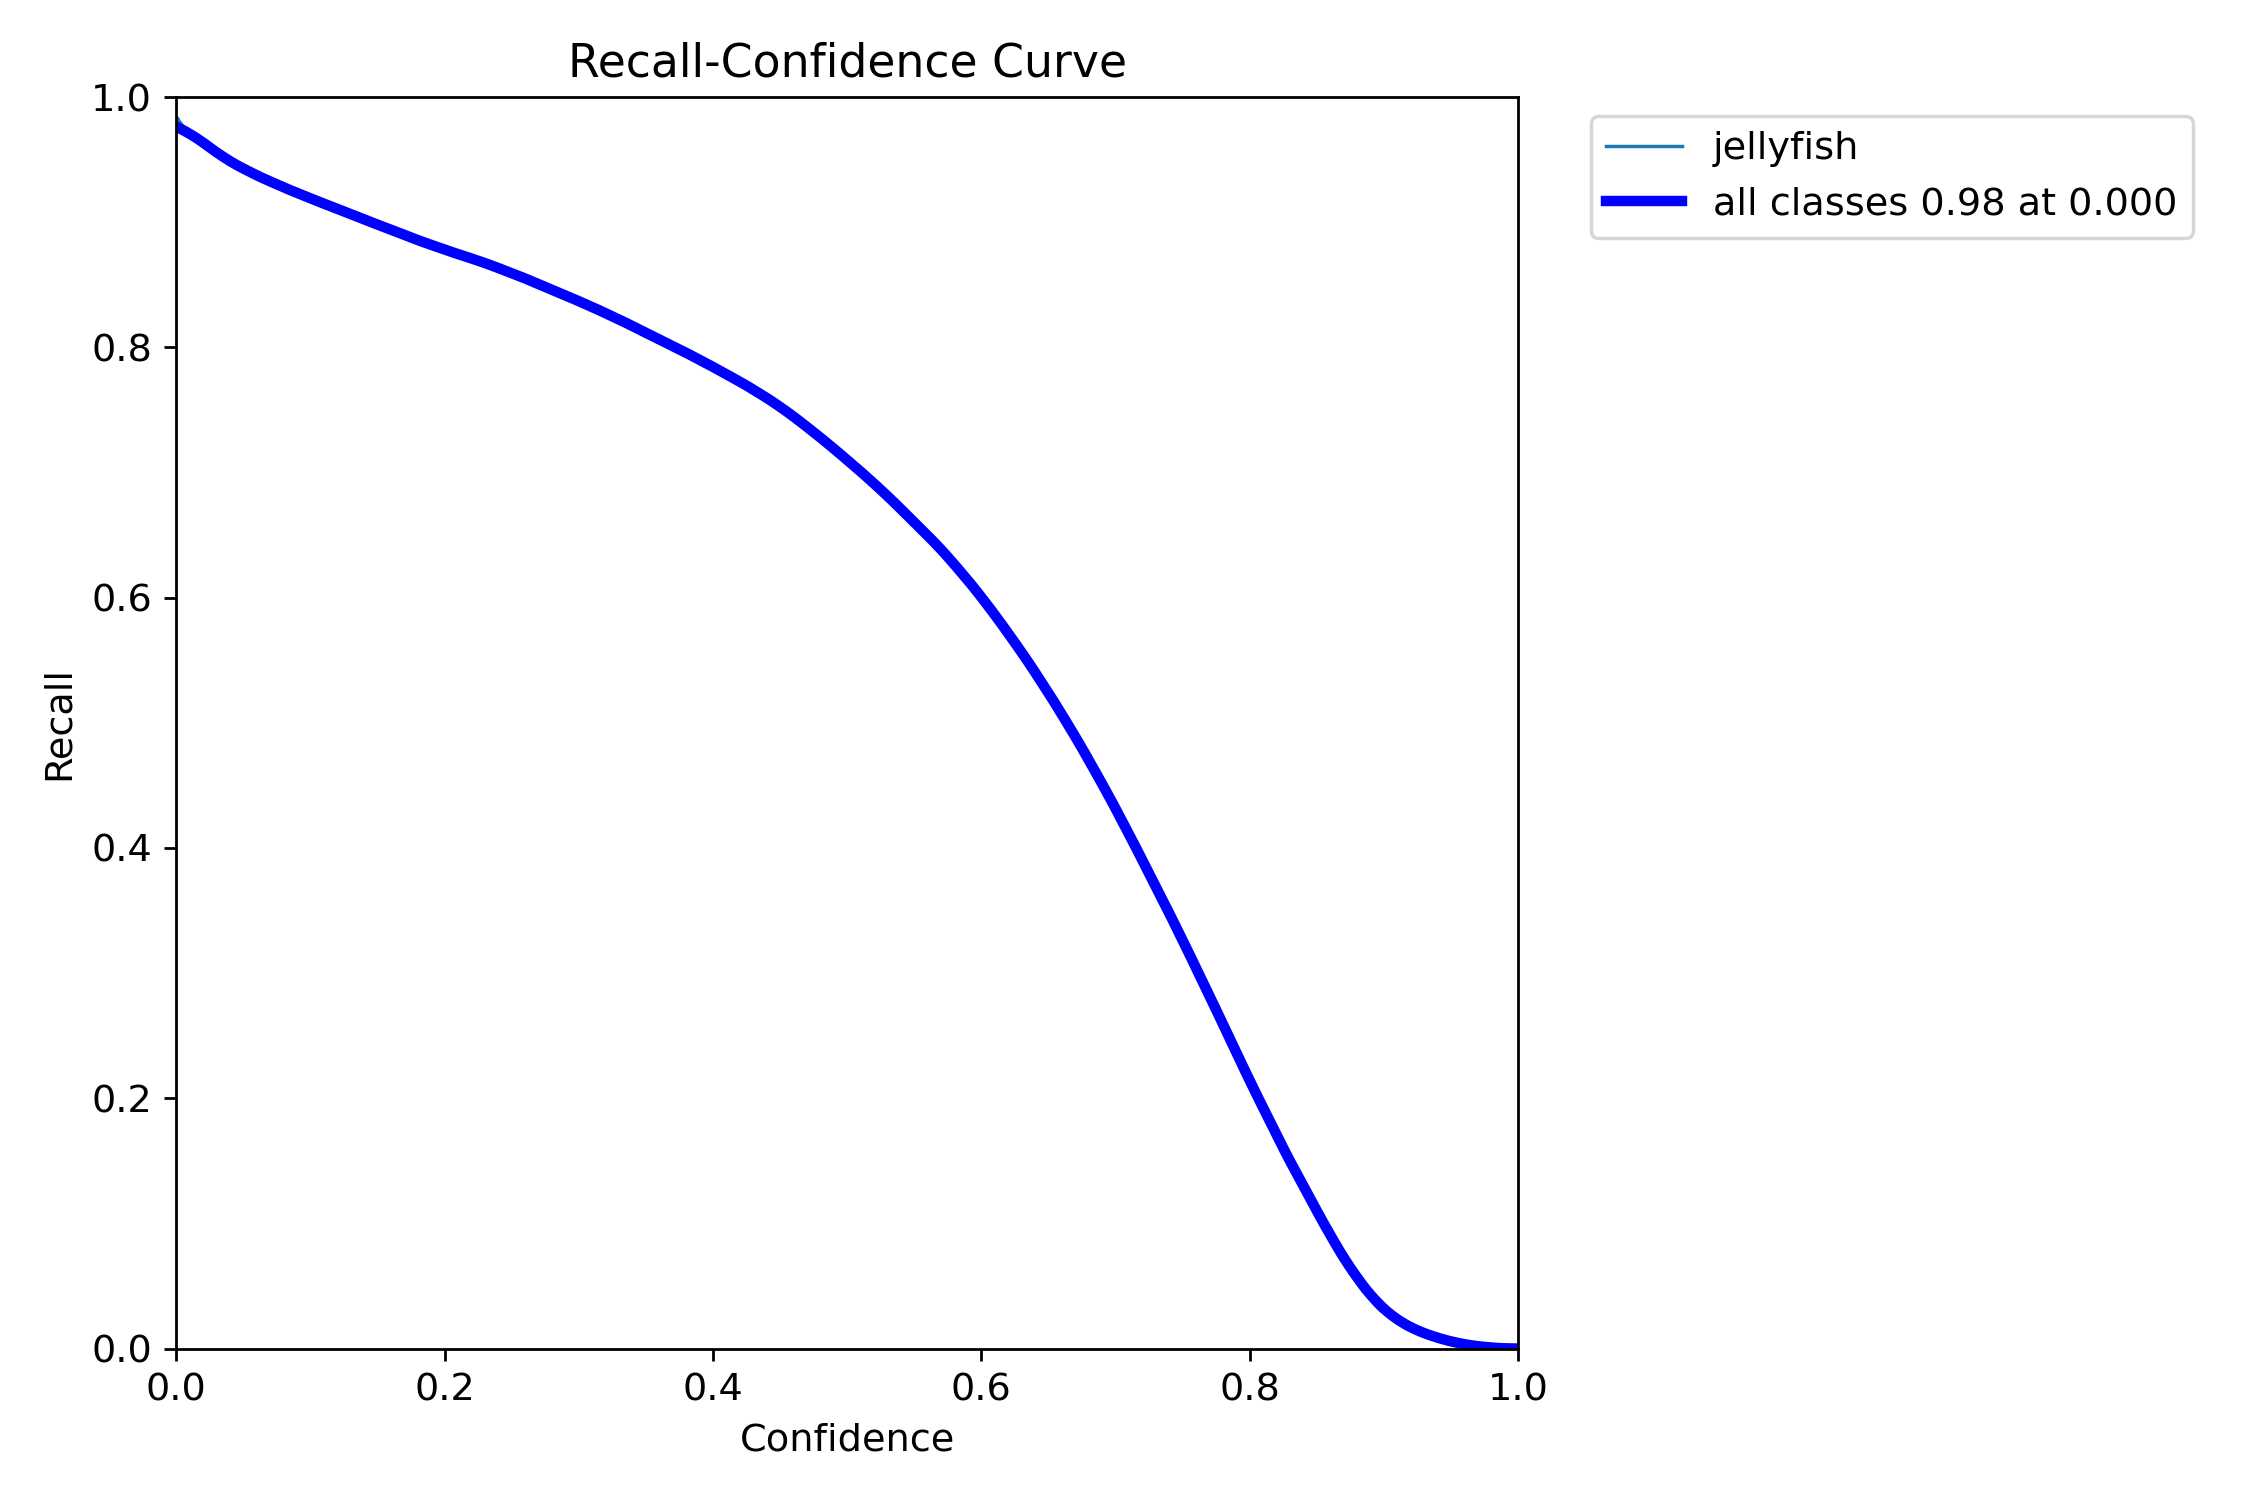 Recall-Confidence Curve
jellyfish
all classes 0.98 at 0.000
1.0
0.8
0.6
0.4
0.2
0.0
Recall
0.0 0.2 0.4 0.6 0.8 1.0
Confidence